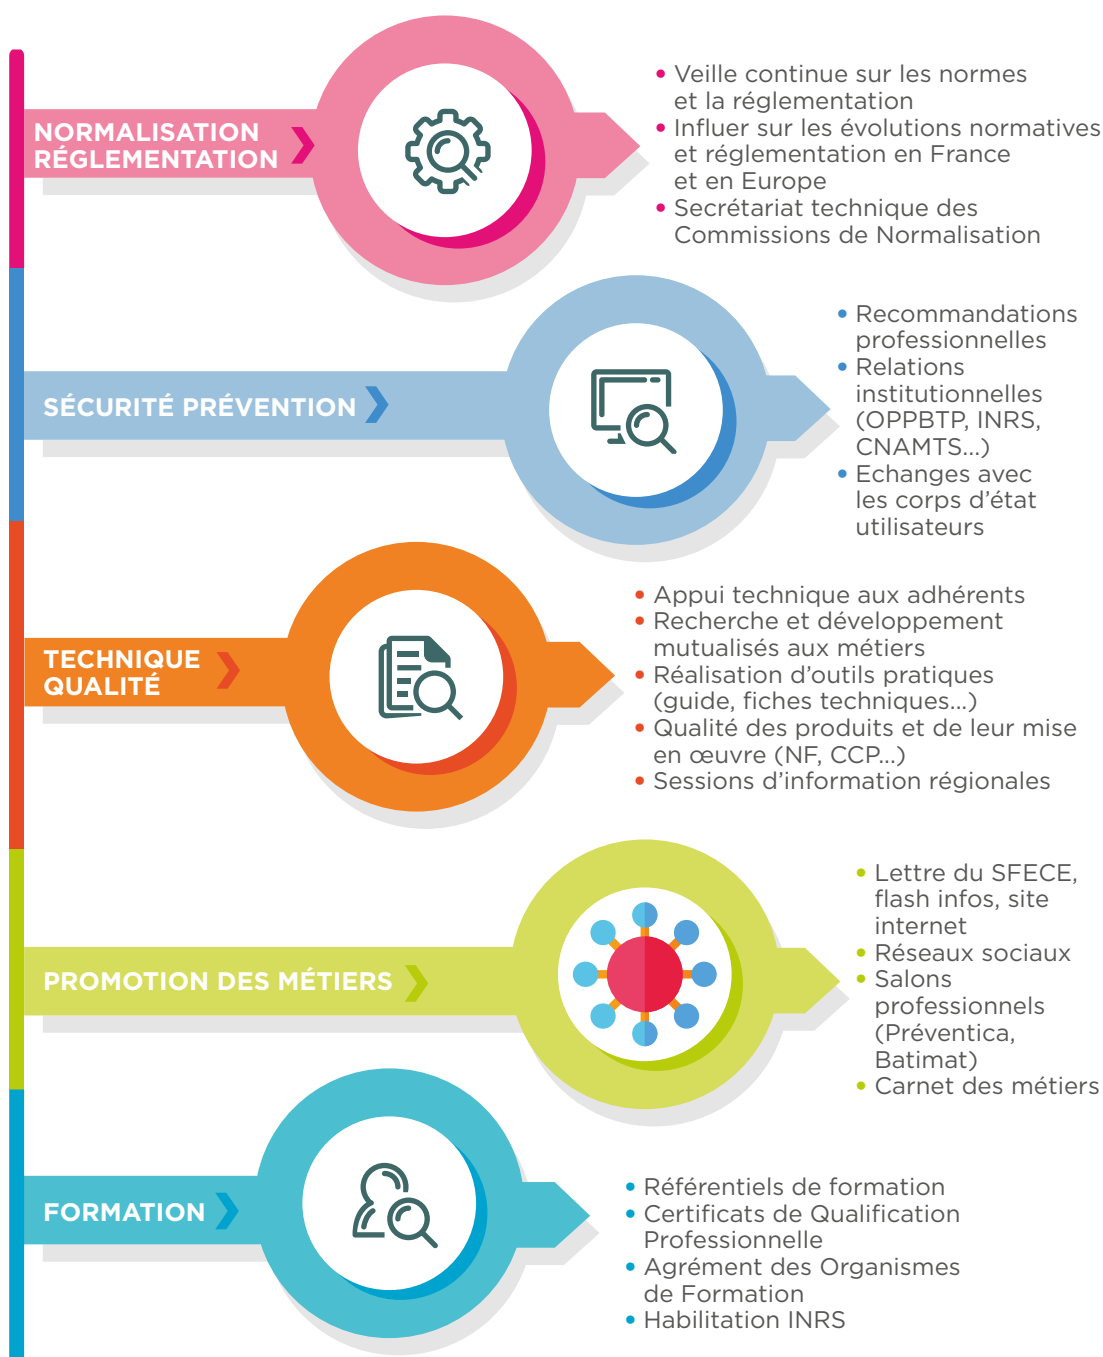 NORMALISATION
RÉGLEMENTATION
• Veille continue sur les normes
et la réglementation
• Influer sur les évolutions normatives
et réglementation en France
et en Europe
• Secrétariat technique des
Commissions de Normalisation
SÉCURITÉ PRÉVENTION
• Recommandations
professionnelles
• Relations
institutionnelles
(OPPBTP, INRS,
CNAMTS...)
• Echanges avec
les corps d'état
utilisateurs
TECHNIQUE
QUALITÉ
• Appui technique aux adhérents
• Recherche et développement
mutualisés aux métiers
• Réalisation d'outils pratiques
(guide, fiches techniques...)
• Qualité des produits et de leur mise
en œuvre (NF, CCP...)
• Sessions d'information régionales
PROMOTION DES MÉTIERS
• Lettre du SFECE,
flash infos, site
internet
• Réseaux sociaux
• Salons
professionnels
(Préventica,
Batimat)
• Carnet des métiers
FORMATION
• Référentiels de formation
• Certificats de Qualification
Professionnelle
• Agrément des Organismes
de Formation
• Habilitation INRS